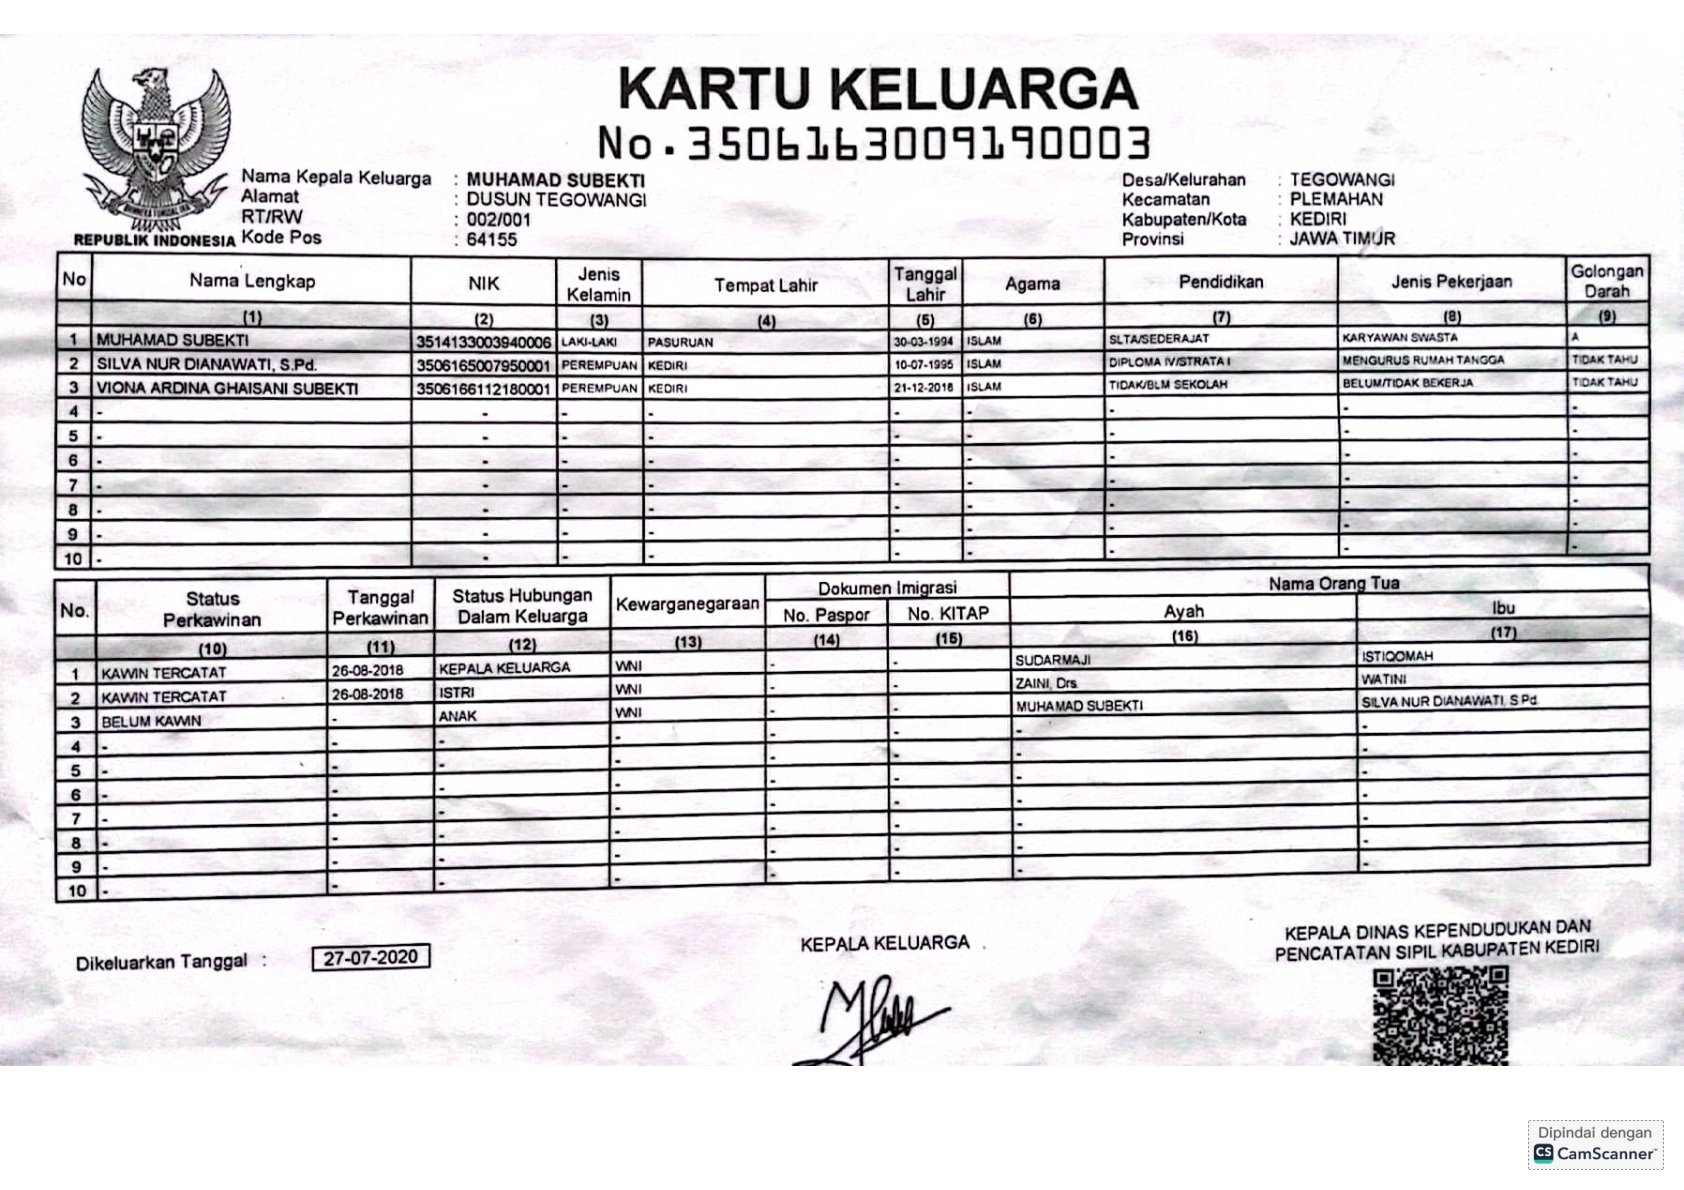 KARTU KELUARGA
No.3506163009190003
Nama Kepala Keluarga : MUHAMAD SUBEKTI
Alamat : DUSUN TEGOWANGI
RT/RW : 002/001
Kode Pos : 64155
REPUBLIK INDONESIA
Desa/Kelurahan : TEGOWANGI
Kecamatan : PLEMAHAN
Kabupaten/Kota : KEDIRI
Provinsi : JAWA TIMUR
No Nama Lengkap NIK Jenis Kelamin Tempat Lahir Tanggal Lahir Agama Pendidikan Jenis Pekerjaan Golongan Darah
(1) (2) (3) (4) (5) (6) (7) (8) (9)
1 MUHAMAD SUBEKTI 3514133003940006 LAKI-LAKI PASURUAN 30-03-1994 ISLAM SLTA/SEDERAJAT KARYAWAN SWASTA A
2 SILVA NUR DIANAWATI, S.Pd. 3506165007950001 PEREMPUAN KEDIRI 10-07-1995 ISLAM DIPLOMA IV/STRATA I MENGURUS RUMAH TANGGA TIDAK TAHU
3 VIONA ARDINA GHAISANI SUBEKTI 3506166112180001 PEREMPUAN KEDIRI 21-12-2018 ISLAM TIDAK/BLM SEKOLAH BELUM/TIDAK BEKERJA TIDAK TAHU
4 - - - - - - - - -
5 - - - - - - - - -
6 - - - - - - - - -
7 - - - - - - - - -
8 - - - - - - - - -
9 - - - - - - - - -
10 - - - - - - - - -
No. Status Perkawinan Tanggal Perkawinan Status Hubungan Dalam Keluarga Kewarganegaraan Dokumen Imigrasi Nama Orang Tua
No. Paspor No. KITAP Ayah Ibu
(10) (11) (12) (13) (14) (15) (16) (17)
1 KAWIN TERCATAT 26-08-2018 KEPALA KELUARGA WNI - - SUDARMAJI ISTIQOMAH
2 KAWIN TERCATAT 26-08-2018 ISTRI WNI - - ZAINI, Drs WATINI
3 BELUM KAWIN - ANAK WNI - - MUHAMAD SUBEKTI SILVA NUR DIANAWATI, S.Pd
4 - - - - - - - -
5 - - - - - - - -
6 - - - - - - - -
7 - - - - - - - -
8 - - - - - - - -
9 - - - - - - - -
10 - - - - - - - -
Dikeluarkan Tanggal : 27-07-2020
KEPALA KELUARGA
KEPALA DINAS KEPENDUDUKAN DAN
PENCATATAN SIPIL KABUPATEN KEDIRI
Dipindai dengan
CS CamScanner